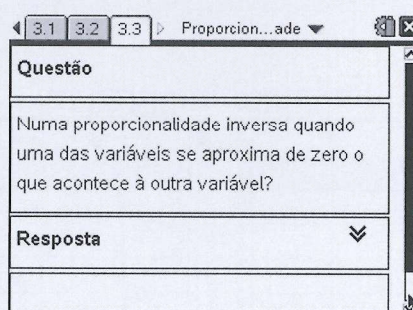 3.1 3.2 3.3 Proporcion...ade
Questão
Numa proporcionalidade inversa quando
uma das variáveis se aproxima de zero o
que acontece à outra variável?
Resposta